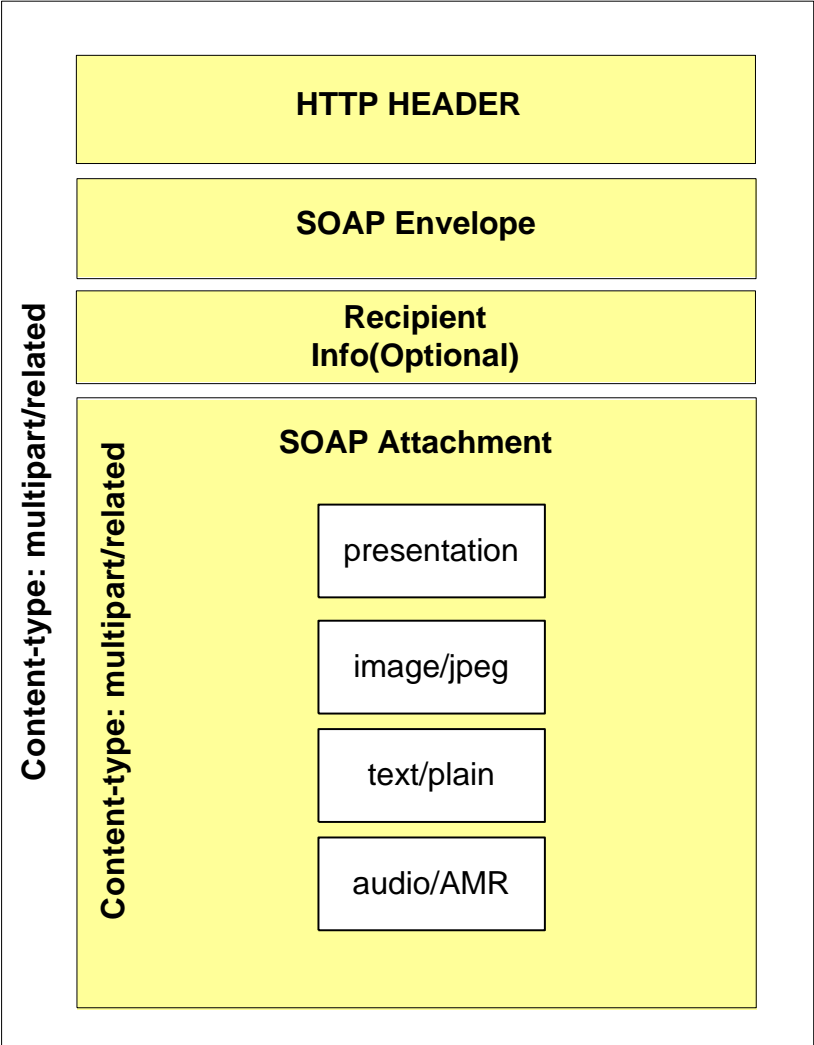 HTTP HEADER
SOAP Envelope
Recipient
Info(Optional)
Content-type: multipart/related
SOAP Attachment
Content-type: multipart/related
presentation
image/jpeg
text/plain
audio/AMR